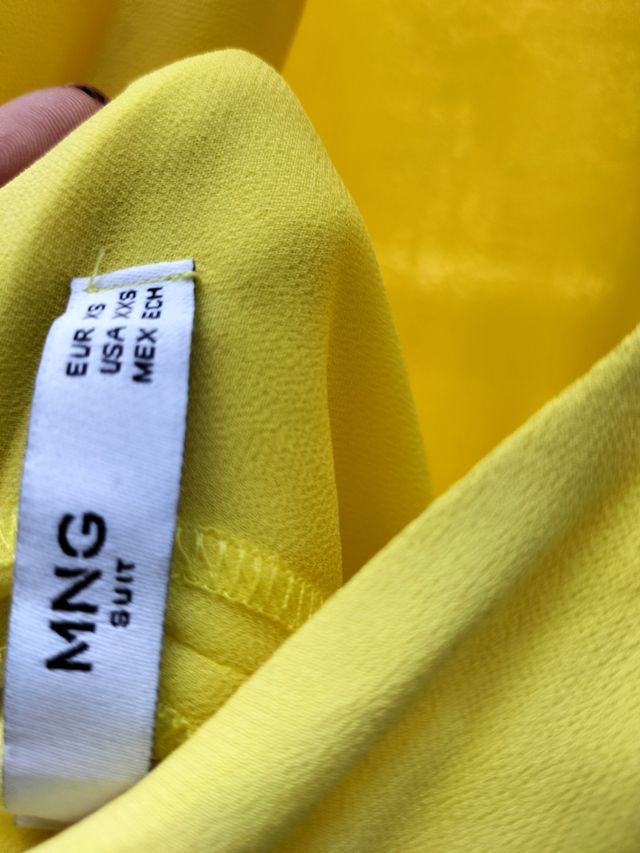 MNG
SUIT
EUR XS
USA XXS
MEX ECH